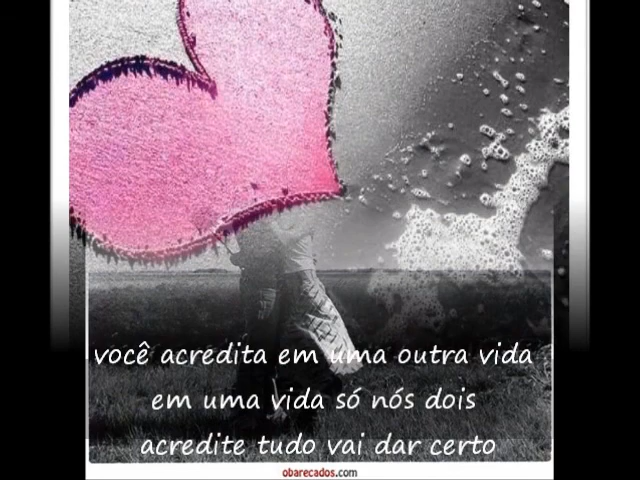 você acredita em uma outra vida
em uma vida só nós dois
acredite tudo vai dar certo
obarecados.com